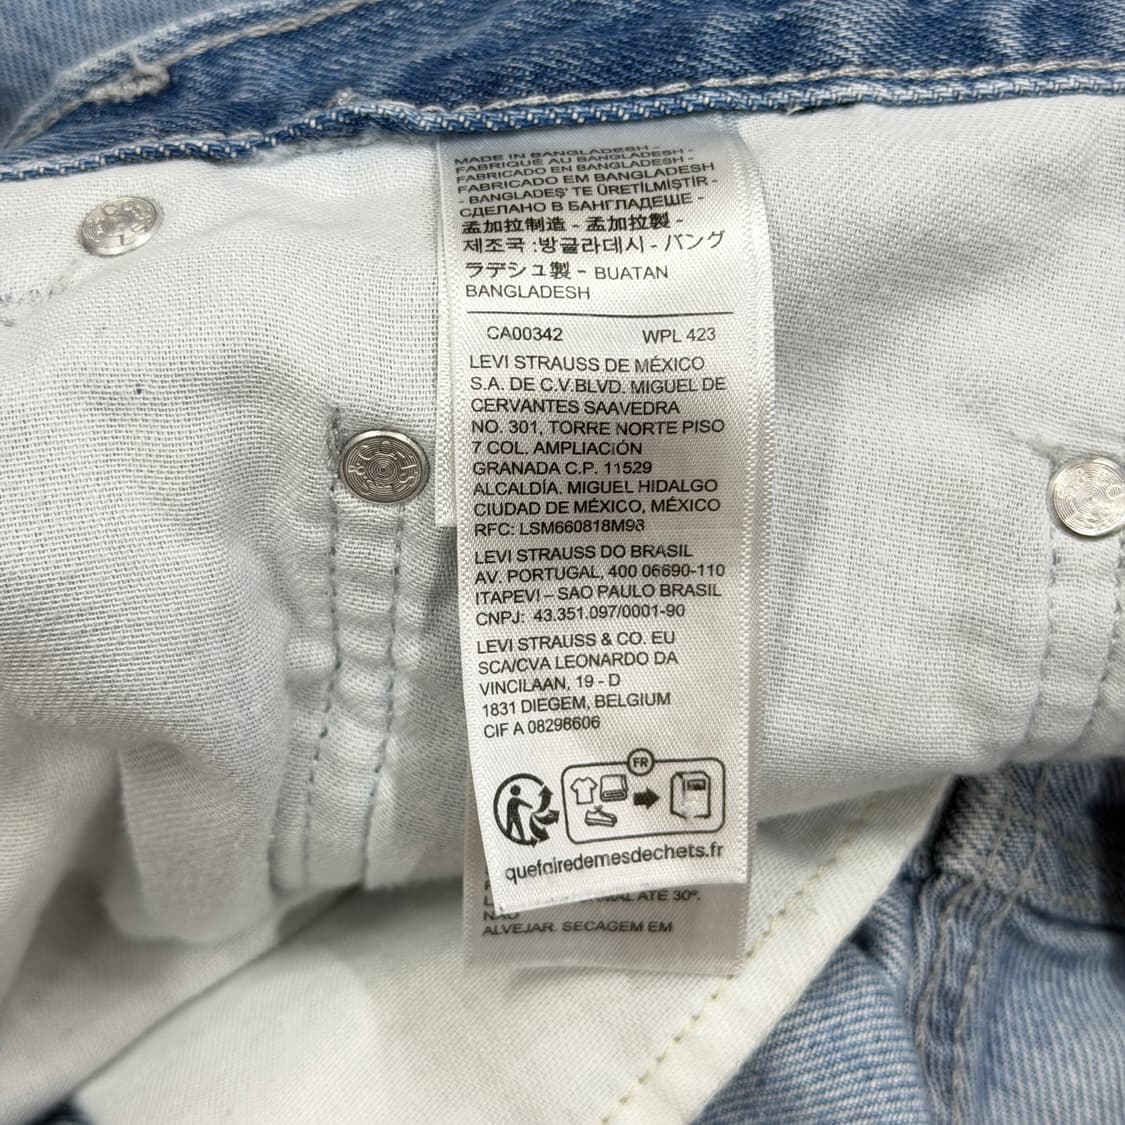 MADE IN BANGLADESH -
FABRIQUÉ AU BANGLADESH -
FABRICADO EN BANGLADESH -
FABRICADO EM BANGLADESH
- BANGLADEŞ' TE ÜRETİLMİŞTİR -
СДЕЛАНО В БАНГЛАДЕШЕ -
孟加拉制造 - 孟加拉製 -
제조국 :방글라데시 - バング
ラデシュ製 - BUATAN
BANGLADESH
CA00342 WPL 423
LEVI STRAUSS DE MÉXICO
S.A. DE C.V.BLVD. MIGUEL DE
CERVANTES SAAVEDRA
NO. 301, TORRE NORTE PISO
7 COL. AMPLIACIÓN
GRANADA C.P. 11529
ALCALDÍA. MIGUEL HIDALGO
CIUDAD DE MÉXICO, MÉXICO
RFC: LSM660818M98
LEVI STRAUSS DO BRASIL
AV. PORTUGAL, 400 06690-110
ITAPEVI – SAO PAULO BRASIL
CNPJ: 43.351.097/0001-90
LEVI STRAUSS & CO. EU
SCA/CVA LEONARDO DA
VINCILAAN, 19 - D
1831 DIEGEM, BELGIUM
CIF A 08298606
FR
quefairedemesdechets.fr
ATÉ 30º.
NÃO
ALVEJAR. SECAGEM EM